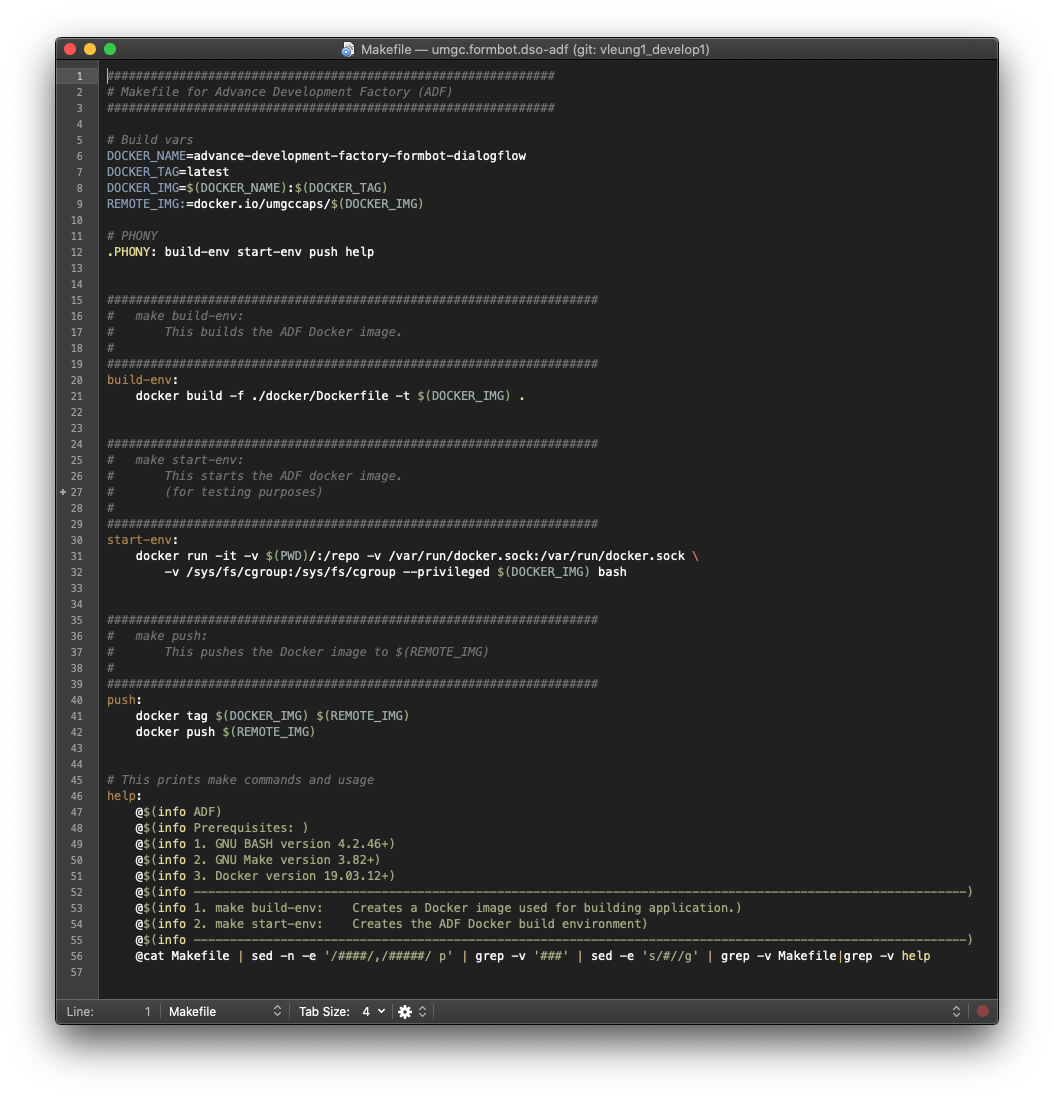 Makefile — umgc.formbot.dso-adf (git: vleung1_develop1)
1 ##############################################################
2 # Makefile for Advance Development Factory (ADF)
3 ##############################################################
4
5 # Build vars
6 DOCKER_NAME=advance-development-factory-formbot-dialogflow
7 DOCKER_TAG=latest
8 DOCKER_IMG=$(DOCKER_NAME):$(DOCKER_TAG)
9 REMOTE_IMG:=docker.io/umgccaps/$(DOCKER_IMG)
10
11 # PHONY
12 .PHONY: build-env start-env push help
13
14
15 ####################################################################
16 #   make build-env:
17 #       This builds the ADF Docker image.
18 #
19 ####################################################################
20 build-env:
21     docker build -f ./docker/Dockerfile -t $(DOCKER_IMG) .
22
23
24 ####################################################################
25 #   make start-env:
26 #       This starts the ADF docker image.
27 #       (for testing purposes)
28 #
29 ####################################################################
30 start-env:
31     docker run -it -v $(PWD)/:/repo -v /var/run/docker.sock:/var/run/docker.sock \
32         -v /sys/fs/cgroup:/sys/fs/cgroup --privileged $(DOCKER_IMG) bash
33
34
35 ####################################################################
36 #   make push:
37 #       This pushes the Docker image to $(REMOTE_IMG)
38 #
39 ####################################################################
40 push:
41     docker tag $(DOCKER_IMG) $(REMOTE_IMG)
42     docker push $(REMOTE_IMG)
43
44
45 # This prints make commands and usage
46 help:
47     @$(info ADF)
48     @$(info Prerequisites: )
49     @$(info 1. GNU BASH version 4.2.46+)
50     @$(info 2. GNU Make version 3.82+)
51     @$(info 3. Docker version 19.03.12+)
52     @$(info -----------------------------------------------------------------------------------------------------------)
53     @$(info 1. make build-env:    Creates a Docker image used for building application.)
54     @$(info 2. make start-env:    Creates the ADF Docker build environment)
55     @$(info -----------------------------------------------------------------------------------------------------------)
56     @cat Makefile | sed -n -e '/####/,/#####/ p' | grep -v '###' | sed -e 's/#//g' | grep -v Makefile|grep -v help
57
Line: 1 Makefile Tab Size: 4